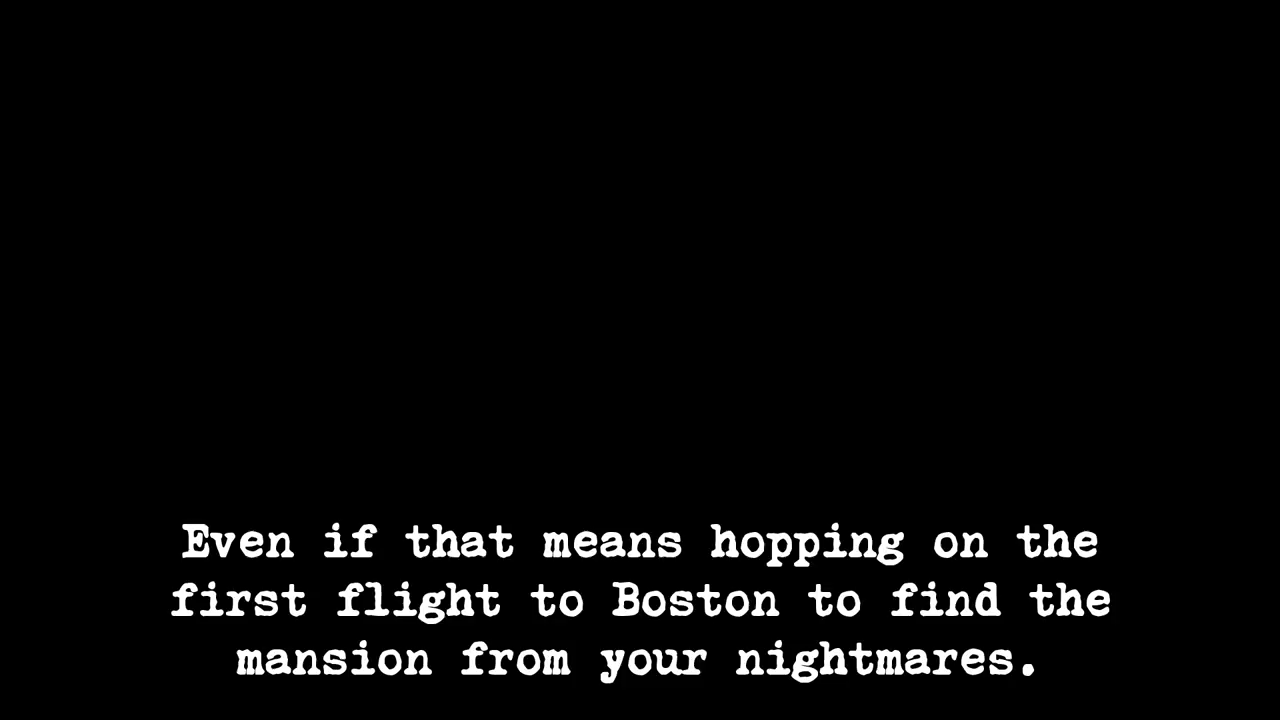 Even if that means hopping on the
first flight to Boston to find the
mansion from your nightmares.